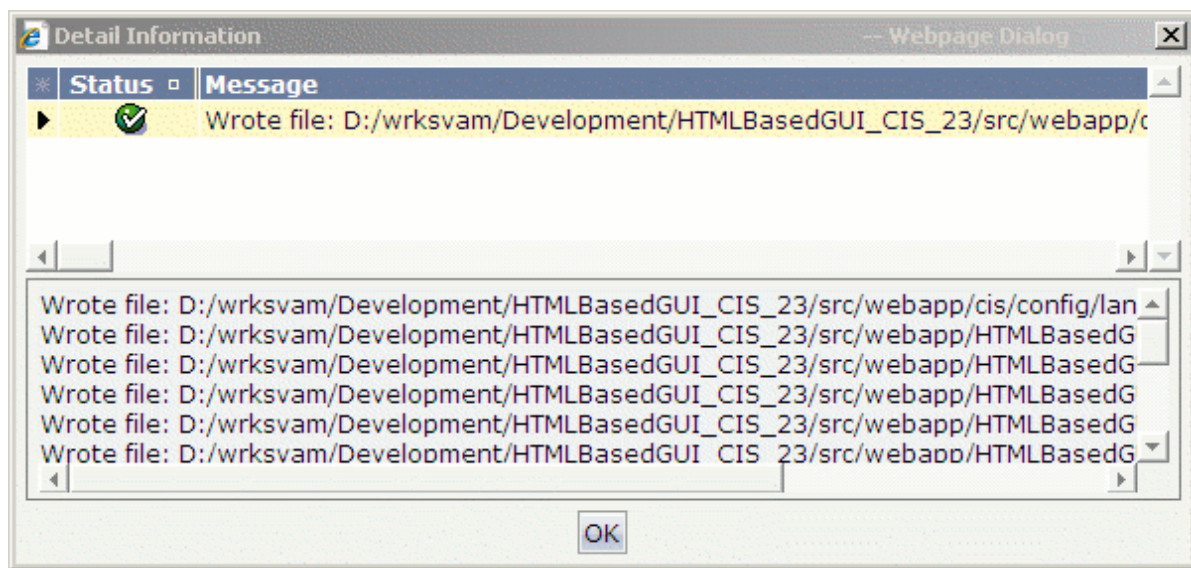 Detail Information -- Webpage Dialog
Status Message
Wrote file: D:/wrksvam/Development/HTMLBasedGUI_CIS_23/src/webapp/c
Wrote file: D:/wrksvam/Development/HTMLBasedGUI_CIS_23/src/webapp/cis/config/lan
Wrote file: D:/wrksvam/Development/HTMLBasedGUI_CIS_23/src/webapp/HTMLBasedG
Wrote file: D:/wrksvam/Development/HTMLBasedGUI_CIS_23/src/webapp/HTMLBasedG
Wrote file: D:/wrksvam/Development/HTMLBasedGUI_CIS_23/src/webapp/HTMLBasedG
Wrote file: D:/wrksvam/Development/HTMLBasedGUI_CIS_23/src/webapp/HTMLBasedG
Wrote file: D:/wrksvam/Development/HTMLBasedGUI_CIS_23/src/webapp/HTMLBasedG
OK